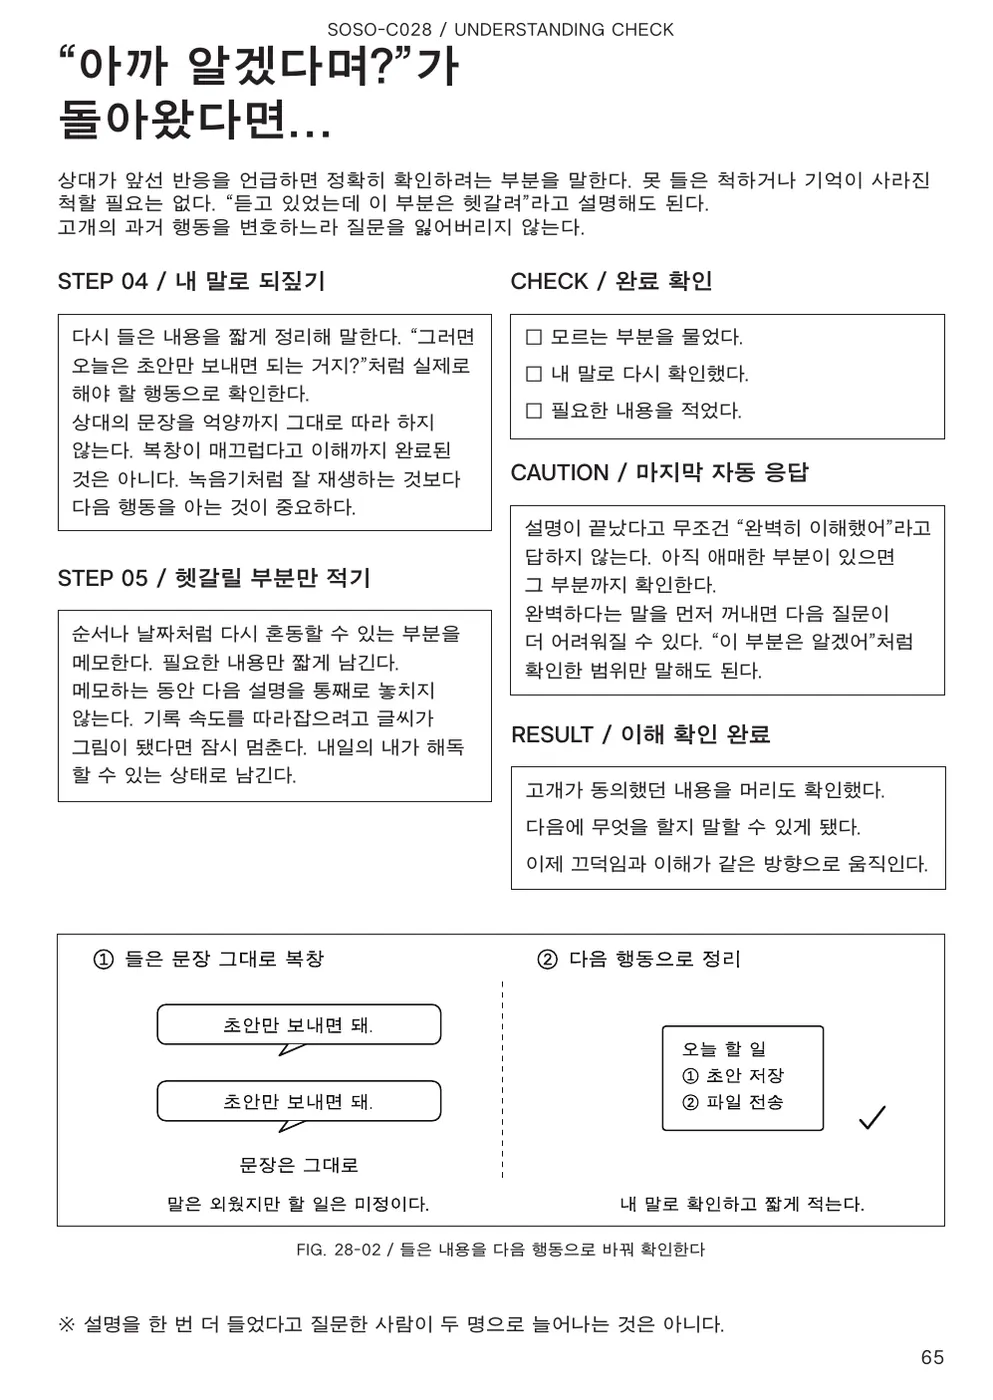 SOSO-C028 / UNDERSTANDING CHECK
“아까 알겠다며?”가
돌아왔다면...
상대가 앞선 반응을 언급하면 정확히 확인하려는 부분을 말한다. 못 들은 척하거나 기억이 사라진
척할 필요는 없다. “듣고 있었는데 이 부분은 헷갈려”라고 설명해도 된다.
고개의 과거 행동을 변호하느라 질문을 잃어버리지 않는다.
STEP 04 / 내 말로 되짚기
다시 들은 내용을 짧게 정리해 말한다. “그러면
오늘은 초안만 보내면 되는 거지?”처럼 실제로
해야 할 행동으로 확인한다.
상대의 문장을 억양까지 그대로 따라 하지
않는다. 복창이 매끄럽다고 이해까지 완료된
것은 아니다. 녹음기처럼 잘 재생하는 것보다
다음 행동을 아는 것이 중요하다.
STEP 05 / 헷갈릴 부분만 적기
순서나 날짜처럼 다시 혼동할 수 있는 부분을
메모한다. 필요한 내용만 짧게 남긴다.
메모하는 동안 다음 설명을 통째로 놓치지
않는다. 기록 속도를 따라잡으려고 글씨가
그림이 됐다면 잠시 멈춘다. 내일의 내가 해독
할 수 있는 상태로 남긴다.
CHECK / 완료 확인
□ 모르는 부분을 물었다.
□ 내 말로 다시 확인했다.
□ 필요한 내용을 적었다.
CAUTION / 마지막 자동 응답
설명이 끝났다고 무조건 “완벽히 이해했어”라고
답하지 않는다. 아직 애매한 부분이 있으면
그 부분까지 확인한다.
완벽하다는 말을 먼저 꺼내면 다음 질문이
더 어려워질 수 있다. “이 부분은 알겠어”처럼
확인한 범위만 말해도 된다.
RESULT / 이해 확인 완료
고개가 동의했던 내용을 머리도 확인했다.
다음에 무엇을 할지 말할 수 있게 됐다.
이제 끄덕임과 이해가 같은 방향으로 움직인다.
① 들은 문장 그대로 복창
초안만 보내면 돼.
초안만 보내면 돼.
문장은 그대로
말은 외웠지만 할 일은 미정이다.
② 다음 행동으로 정리
오늘 할 일
① 초안 저장
② 파일 전송
내 말로 확인하고 짧게 적는다.
FIG. 28-02 / 들은 내용을 다음 행동으로 바꿔 확인한다
※ 설명을 한 번 더 들었다고 질문한 사람이 두 명으로 늘어나는 것은 아니다.
65